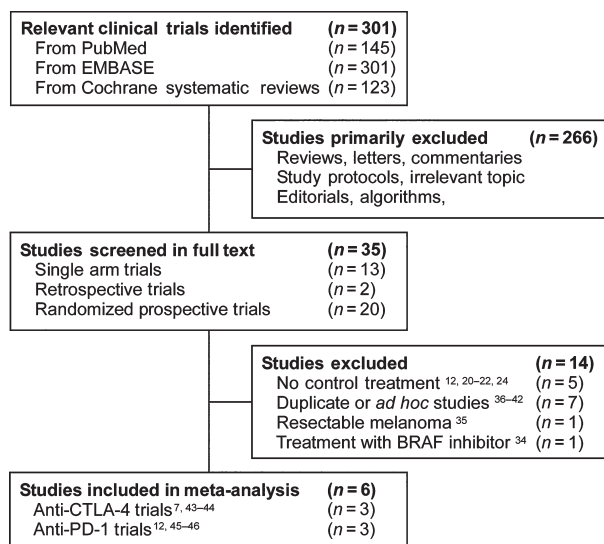 Relevant clinical trials identified (n=301)
From PubMed (n=145)
From EMBASE (n=301)
From Cochrane systematic reviews (n=123)
Studies primarily excluded (n=266)
Reviews, letters, commentaries
Study protocols, irrelevant topic
Editorials, algorithms,
Studies screened in full text (n=35)
Single arm trials (n=13)
Retrospective trials (n=2)
Randomized prospective trials (n=20)
Studies excluded (n=14)
No control treatment 12, 20–22, 24 (n=5)
Duplicate or ad hoc studies 36–42 (n=7)
Resectable melanoma 35 (n=1)
Treatment with BRAF inhibitor 34 (n=1)
Studies included in meta-analysis (n=6)
Anti-CTLA-4 trials7, 43–44 (n=3)
Anti-PD-1 trials12, 45–46 (n=3)